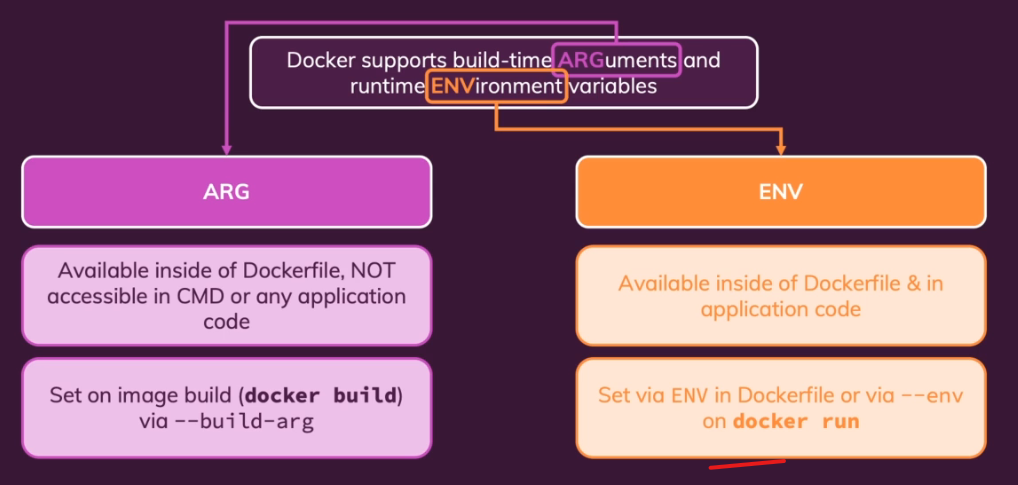 Docker supports build-time ARGuments and
runtime ENVironment variables
ARG
Available inside of Dockerfile, NOT
accessible in CMD or any application
code
Set on image build (docker build)
via --build-arg
ENV
Available inside of Dockerfile & in
application code
Set via ENV in Dockerfile or via --env
on docker run